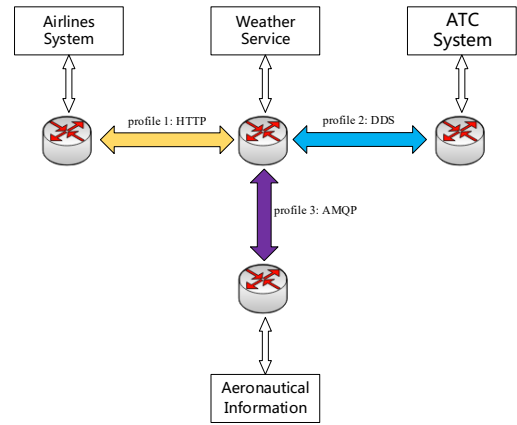 Airlines
System
Weather
Service
ATC
System
profile 1: HTTP
profile 2: DDS
profile 3: AMQP
Aeronautical
Information